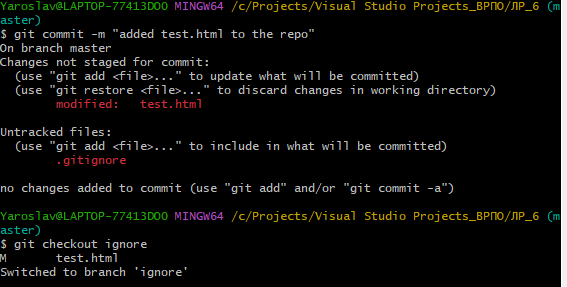 Yaroslav@LAPTOP-77413DOO MINGW64 /c/Projects/Visual Studio Projects_ВРПО/ЛР_6 (m
aster)
$ git commit -m "added test.html to the repo"
On branch master
Changes not staged for commit:
  (use "git add <file>..." to update what will be committed)
  (use "git restore <file>..." to discard changes in working directory)
        modified:   test.html

Untracked files:
  (use "git add <file>..." to include in what will be committed)
        .gitignore

no changes added to commit (use "git add" and/or "git commit -a")

Yaroslav@LAPTOP-77413DOO MINGW64 /c/Projects/Visual Studio Projects_ВРПО/ЛР_6 (m
aster)
$ git checkout ignore
M       test.html
Switched to branch 'ignore'